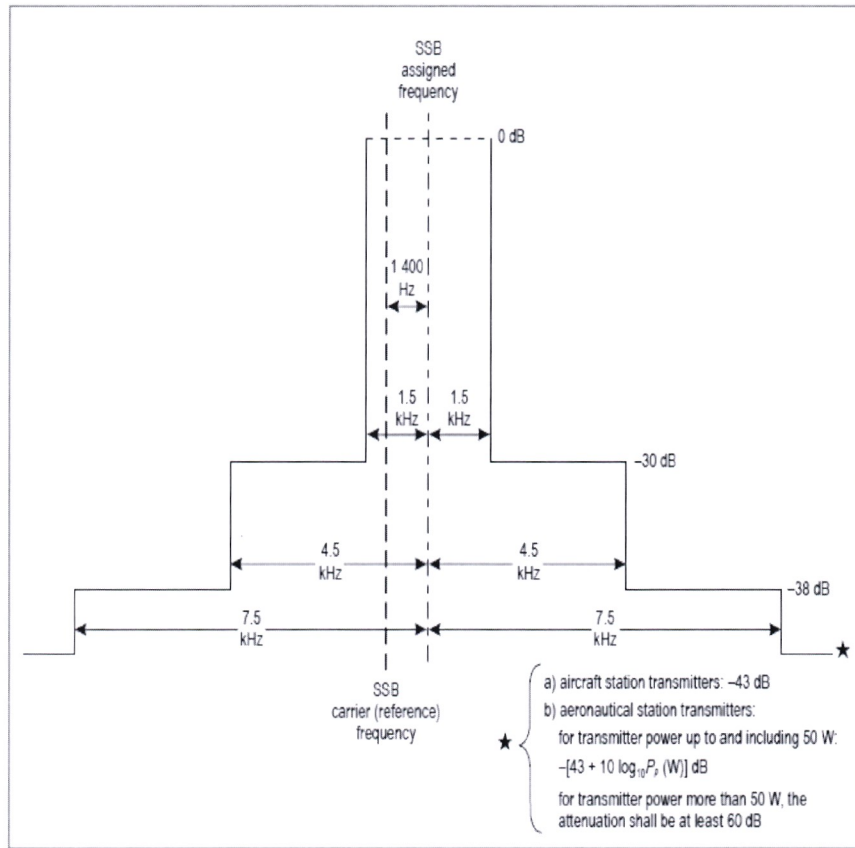 SSB
assigned
frequency
0 dB
1 400
Hz
1.5
kHz
1.5
kHz
–30 dB
4.5
kHz
4.5
kHz
–38 dB
7.5
kHz
7.5
kHz
★
SSB
carrier (reference)
frequency
★
a) aircraft station transmitters: –43 dB
b) aeronautical station transmitters:
for transmitter power up to and including 50 W:
–[43 + 10 log₁₀Pₚ (W)] dB
for transmitter power more than 50 W, the
attenuation shall be at least 60 dB